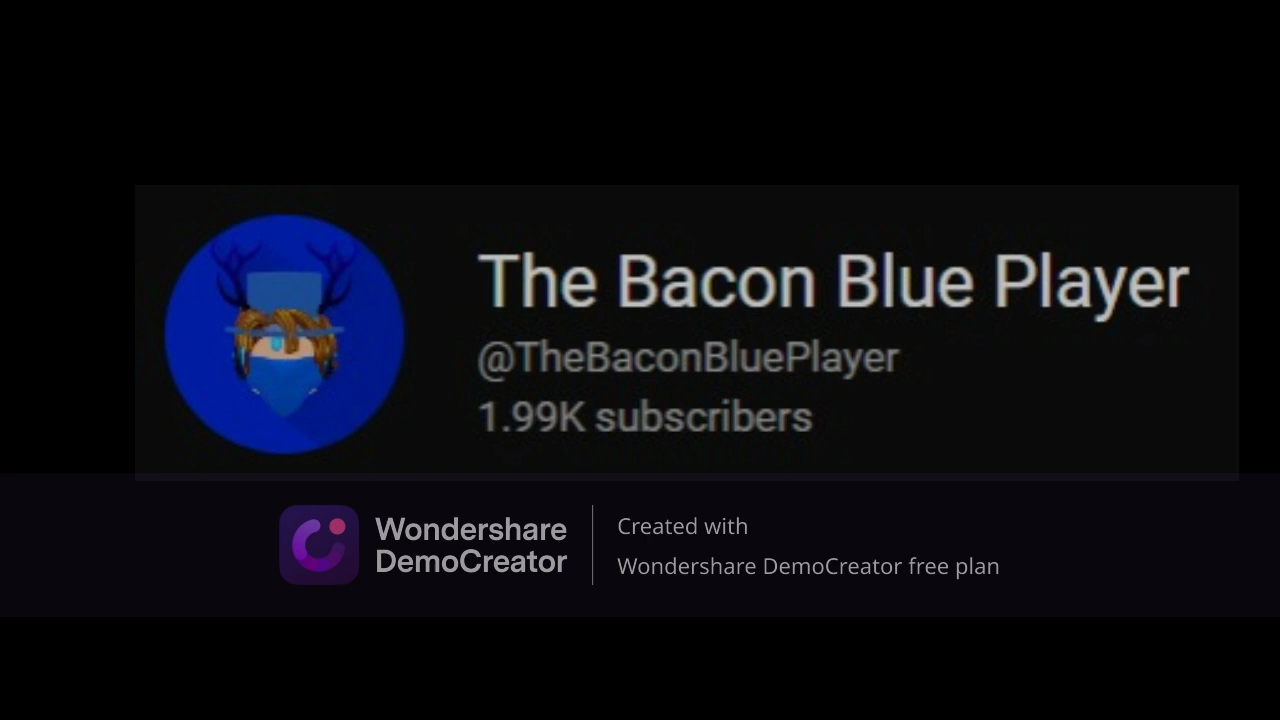 The Bacon Blue Player
@TheBaconBluePlayer
1.99K subscribers
Wondershare
DemoCreator
Created with
Wondershare DemoCreator free plan